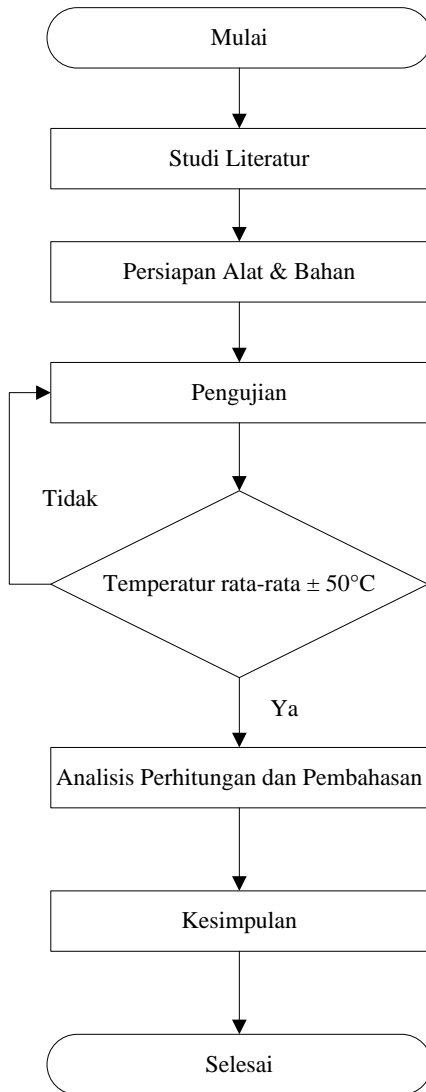 Mulai
Studi Literatur
Persiapan Alat & Bahan
Pengujian
Tidak
Temperatur rata-rata ± 50°C
Ya
Analisis Perhitungan dan Pembahasan
Kesimpulan
Selesai